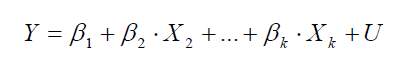 Y = β₁ + β₂ · X₂ + ... + βₖ · Xₖ + U